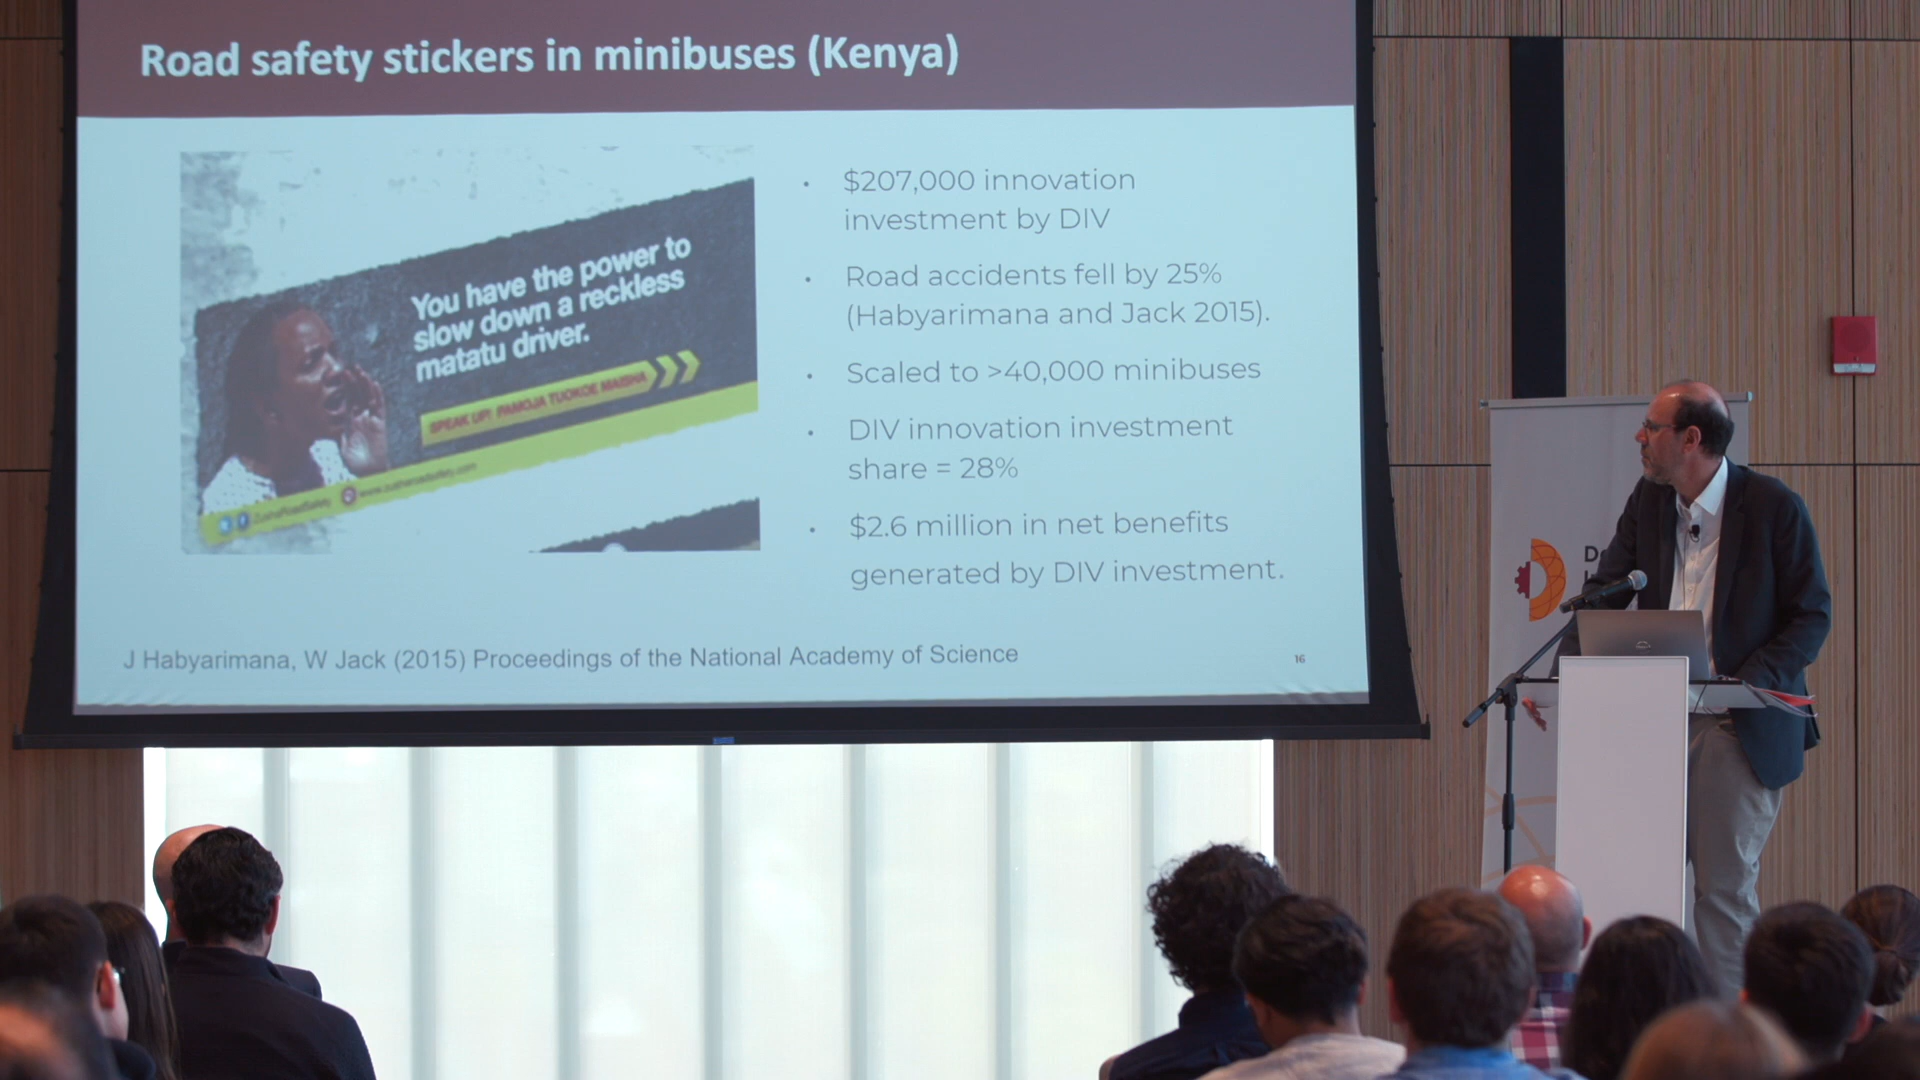 Road safety stickers in minibuses (Kenya)
You have the power to
slow down a reckless
matatu driver.
SPEAK UP! PAMOJA TUOKOE MAISHA
• $207,000 innovation
investment by DIV
• Road accidents fell by 25%
(Habyarimana and Jack 2015).
• Scaled to >40,000 minibuses
• DIV innovation investment
share = 28%
• $2.6 million in net benefits
generated by DIV investment.
J Habyarimana, W Jack (2015) Proceedings of the National Academy of Science
16